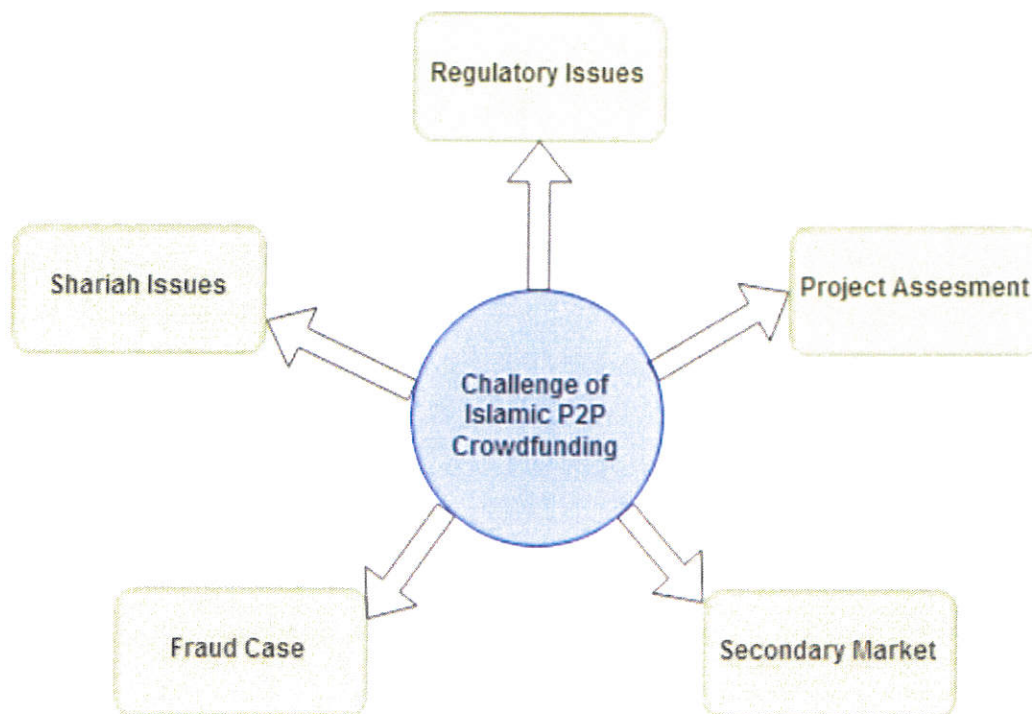 Regulatory Issues
Shariah Issues
Project Assesment
Challenge of
Islamic P2P
Crowdfunding
Fraud Case
Secondary Market